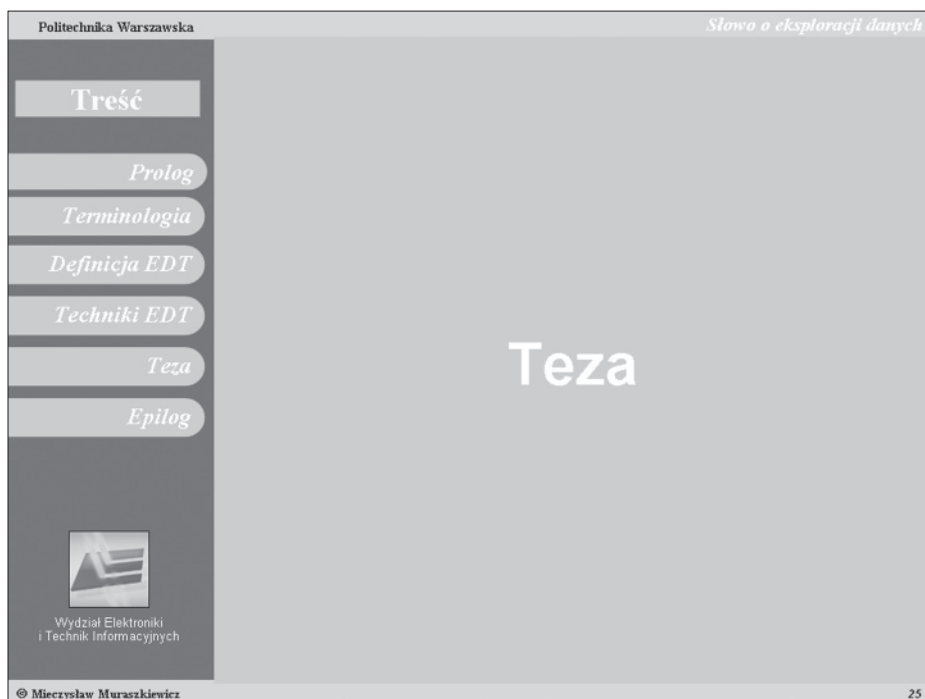 Politechnika Warszawska
Słowo o eksploracji danych
Treść
Prolog
Terminologia
Definicja EDT
Techniki EDT
Teza
Epilog
Teza
Wydział Elektroniki
i Technik Informacyjnych
© Mieczysław Muraszkiewicz
25